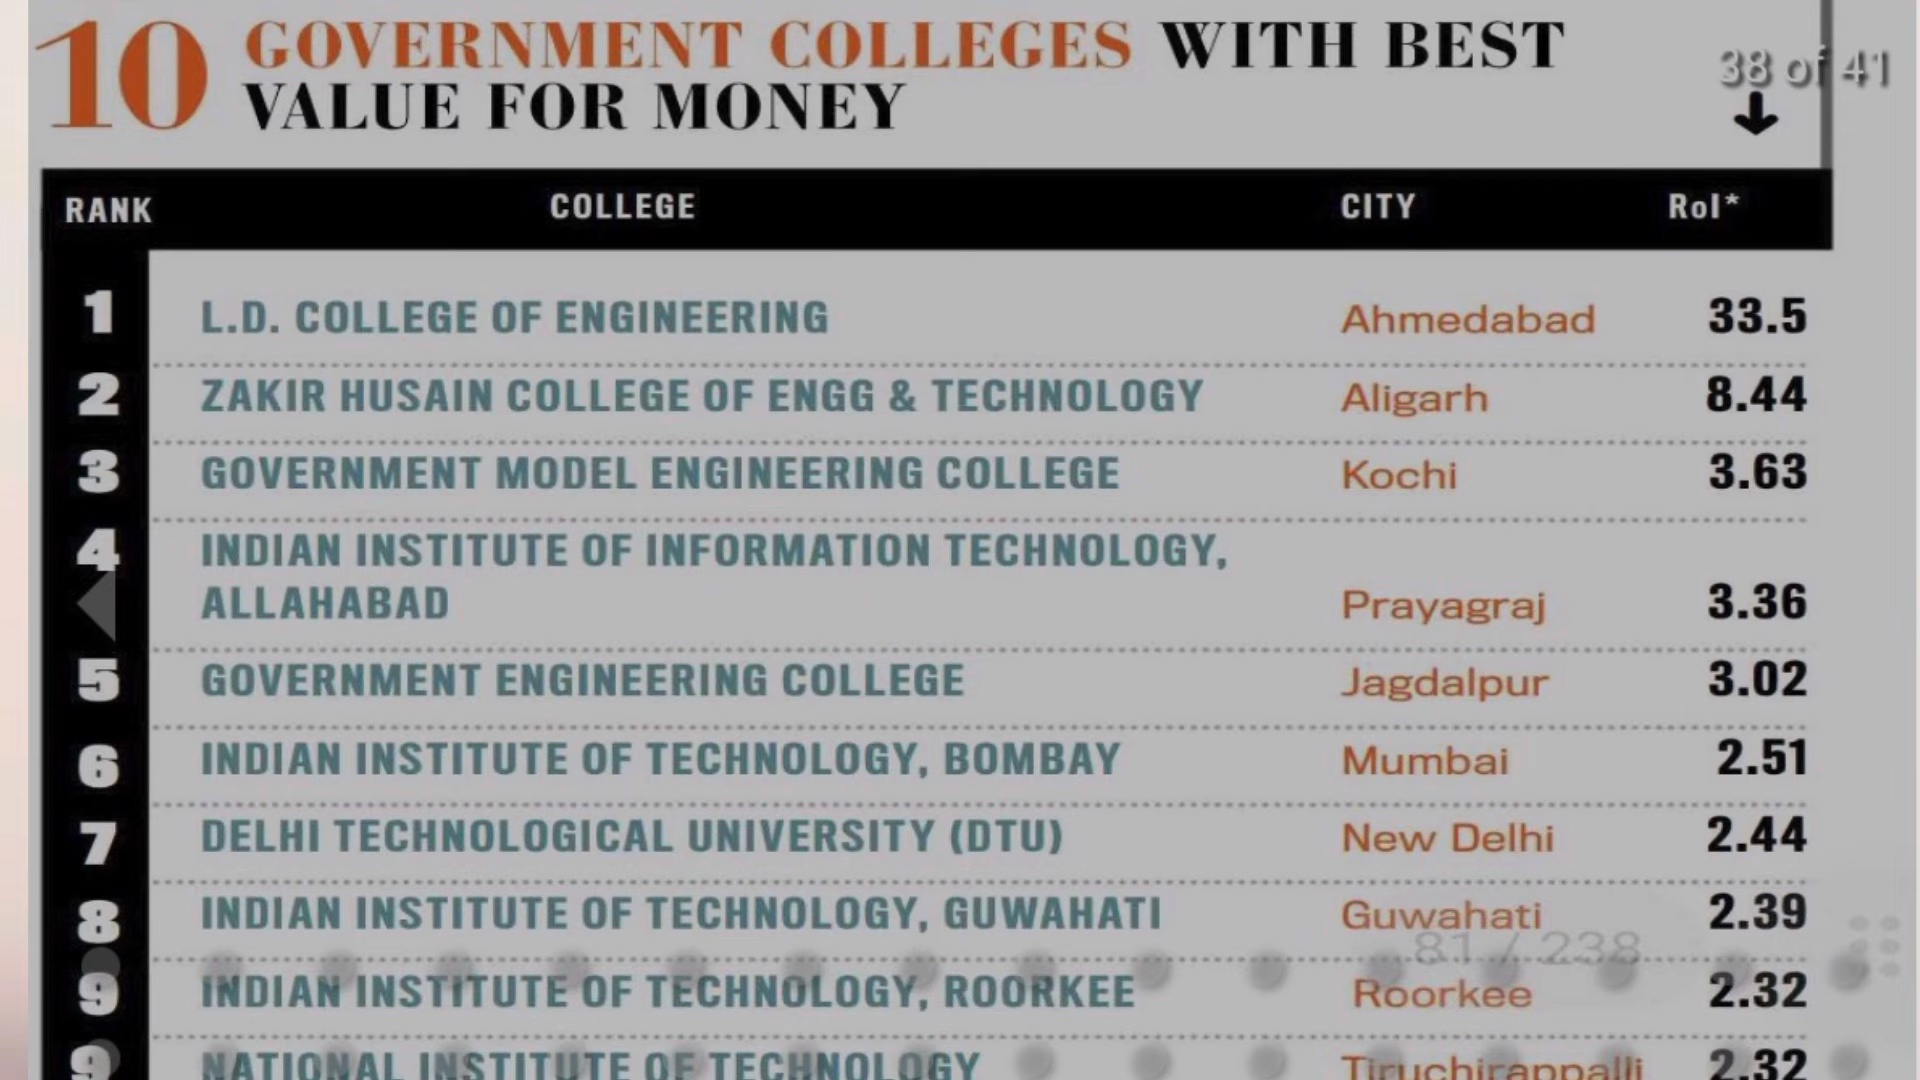 10 GOVERNMENT COLLEGES WITH BEST
VALUE FOR MONEY
38 of 41
RANK COLLEGE CITY RoI*
1 L.D. COLLEGE OF ENGINEERING Ahmedabad 33.5
2 ZAKIR HUSAIN COLLEGE OF ENGG & TECHNOLOGY Aligarh 8.44
3 GOVERNMENT MODEL ENGINEERING COLLEGE Kochi 3.63
4 INDIAN INSTITUTE OF INFORMATION TECHNOLOGY,
ALLAHABAD Prayagraj 3.36
5 GOVERNMENT ENGINEERING COLLEGE Jagdalpur 3.02
6 INDIAN INSTITUTE OF TECHNOLOGY, BOMBAY Mumbai 2.51
7 DELHI TECHNOLOGICAL UNIVERSITY (DTU) New Delhi 2.44
8 INDIAN INSTITUTE OF TECHNOLOGY, GUWAHATI Guwahati 2.39
81 / 238
9 INDIAN INSTITUTE OF TECHNOLOGY, ROORKEE Roorkee 2.32
9 NATIONAL INSTITUTE OF TECHNOLOGY Tiruchirappalli 2.32